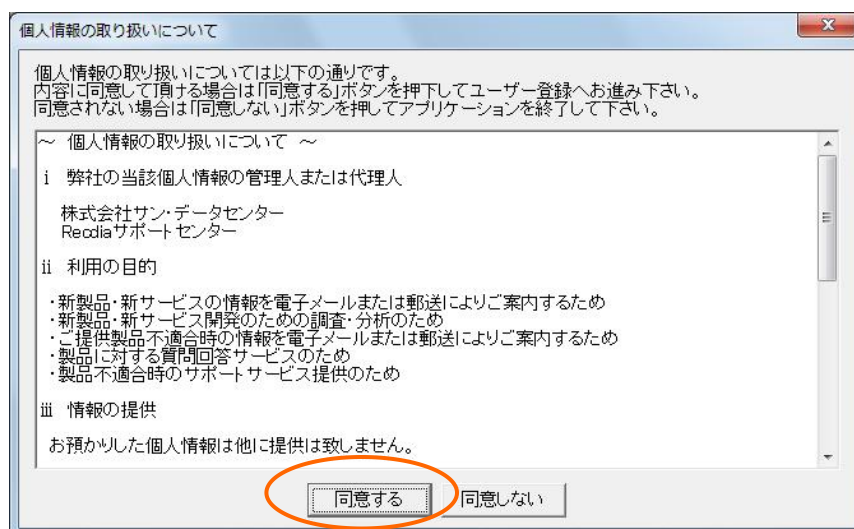 個人情報の取り扱いについて
個人情報の取り扱いについては以下の通りです。
内容に同意して頂ける場合は「同意する」ボタンを押下してユーザー登録へお進み下さい。
同意されない場合は「同意しない」ボタンを押してアプリケーションを終了して下さい。
~ 個人情報の取り扱いについて ~
ⅰ 弊社の当該個人情報の管理人または代理人
株式会社サン・データセンター
Recdiaサポートセンター
ⅱ 利用の目的
・新製品・新サービスの情報を電子メールまたは郵送によりご案内するため
・新製品・新サービス開発のための調査・分析のため
・ご提供製品不適合時の情報を電子メールまたは郵送によりご案内するため
・製品に対する質問回答サービスのため
・製品不適合時のサポートサービス提供のため
ⅲ 情報の提供
お預かりした個人情報は他に提供は致しません。
同意する 同意しない